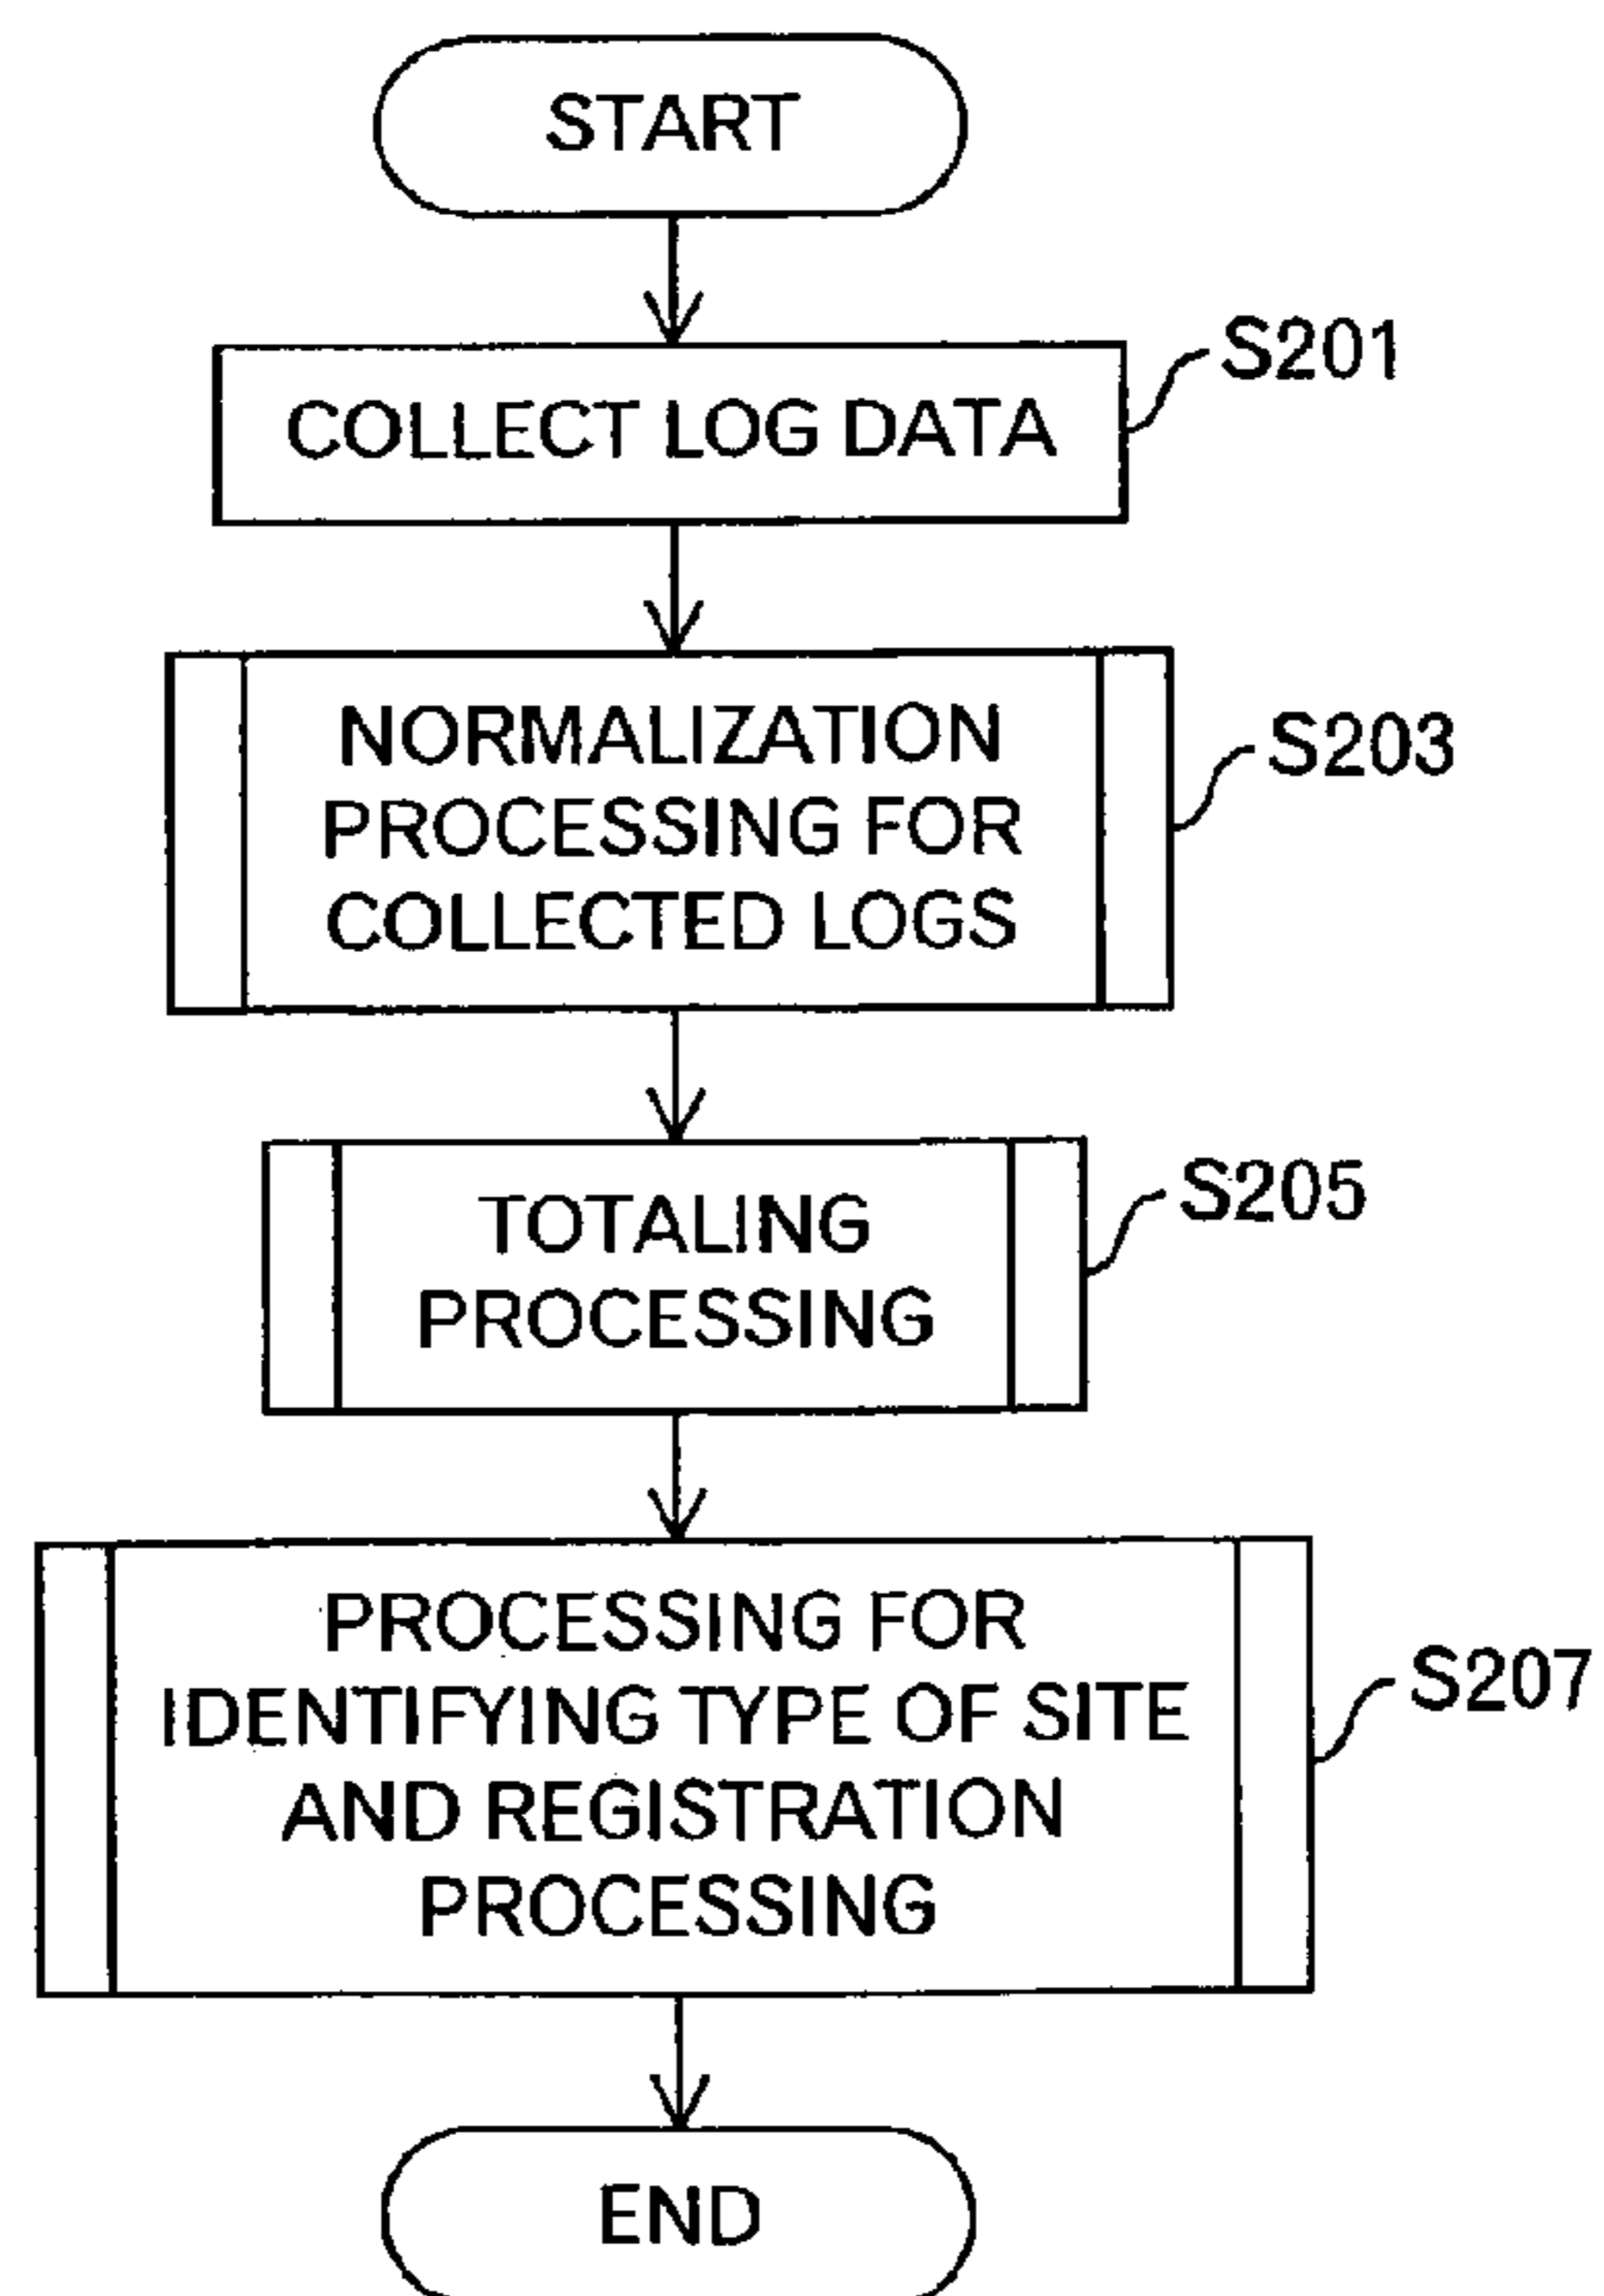 START
COLLECT LOG DATA
S201
NORMALIZATION
PROCESSING FOR
COLLECTED LOGS
S203
TOTALING
PROCESSING
S205
PROCESSING FOR
IDENTIFYING TYPE OF SITE
AND REGISTRATION
PROCESSING
S207
END